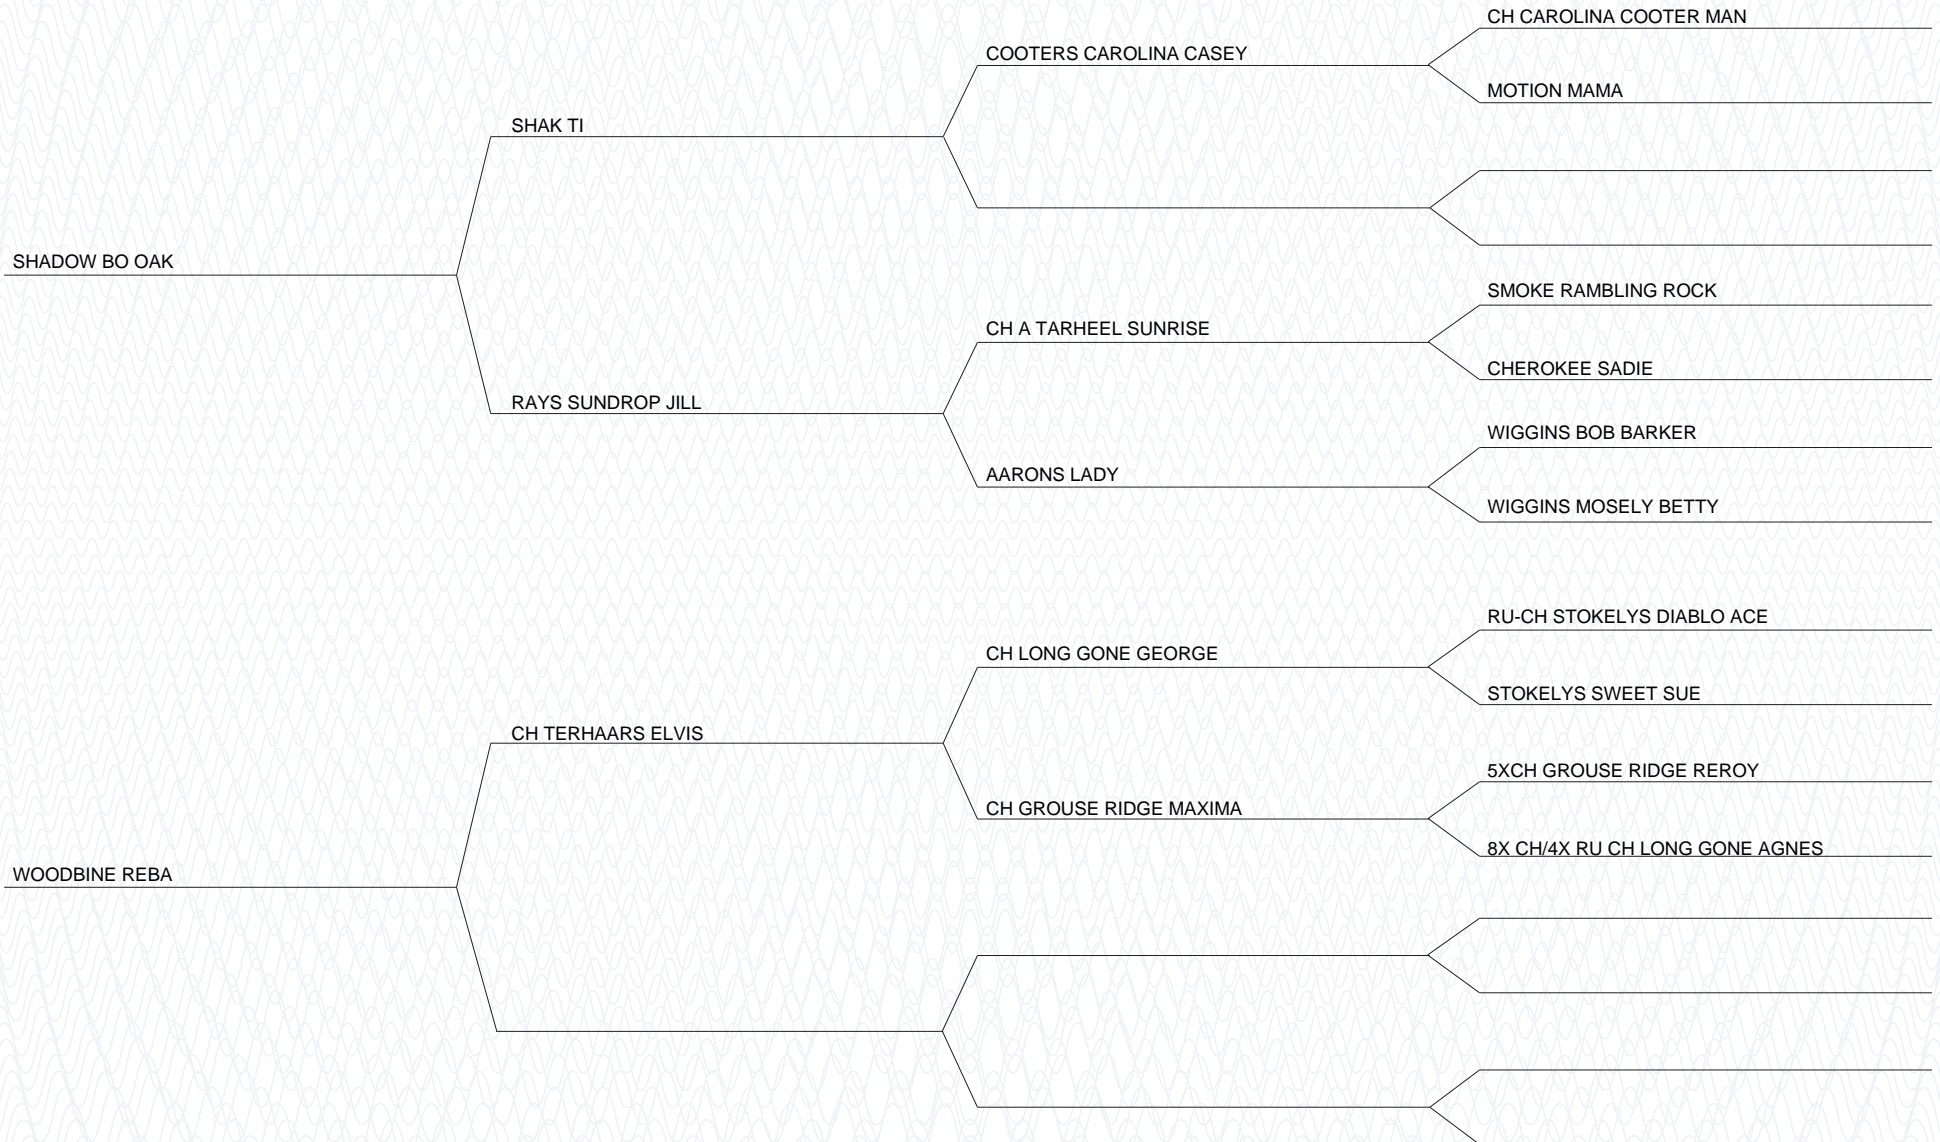 CH CAROLINA COOTER MAN
COOTERS CAROLINA CASEY
MOTION MAMA
SHAK TI
SHADOW BO OAK
SMOKE RAMBLING ROCK
CH A TARHEEL SUNRISE
CHEROKEE SADIE
RAYS SUNDROP JILL
WIGGINS BOB BARKER
AARONS LADY
WIGGINS MOSELY BETTY
RU-CH STOKELYS DIABLO ACE
CH LONG GONE GEORGE
STOKELYS SWEET SUE
CH TERHAARS ELVIS
5XCH GROUSE RIDGE REROY
CH GROUSE RIDGE MAXIMA
8X CH/4X RU CH LONG GONE AGNES
WOODBINE REBA